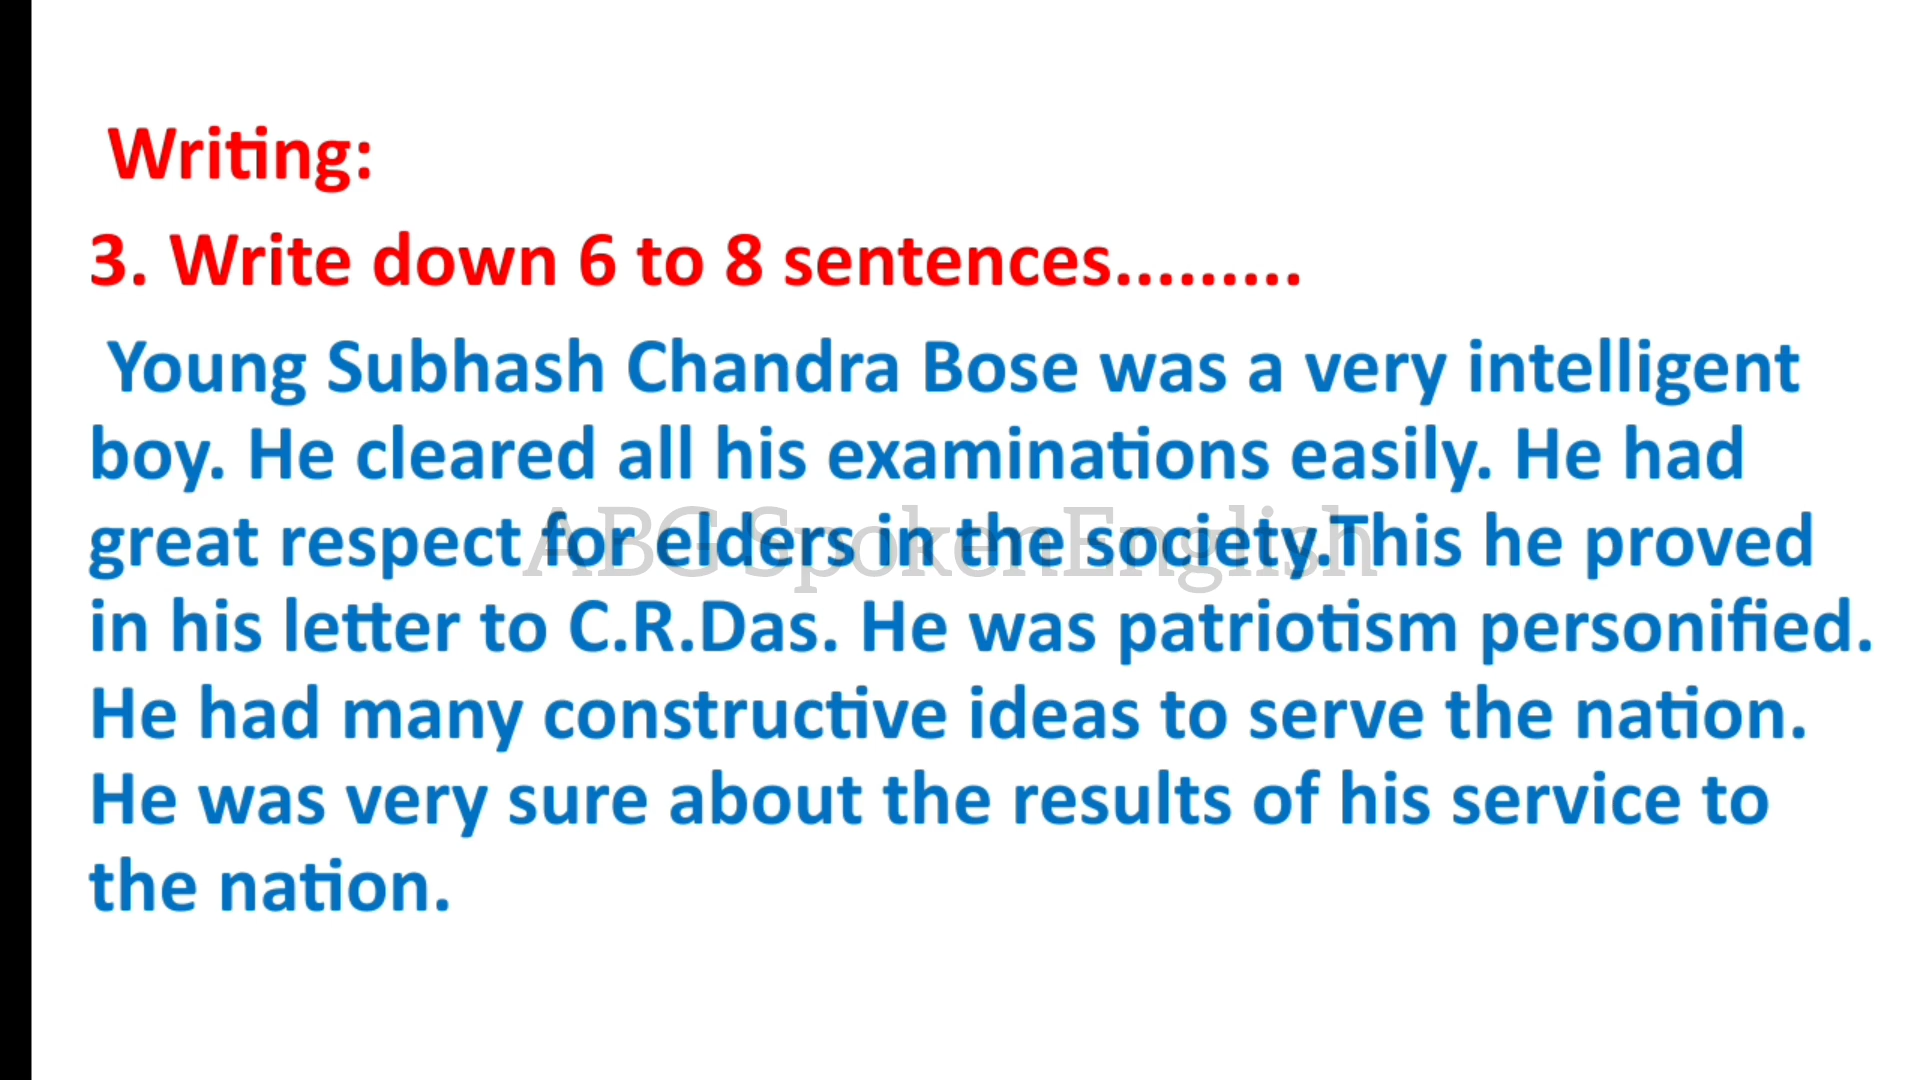 Writing:
3. Write down 6 to 8 sentences.........
Young Subhash Chandra Bose was a very intelligent
boy. He cleared all his examinations easily. He had
great respect for elders in the society.This he proved
ABG SpokenEnglish
in his letter to C.R.Das. He was patriotism personified.
He had many constructive ideas to serve the nation.
He was very sure about the results of his service to
the nation.